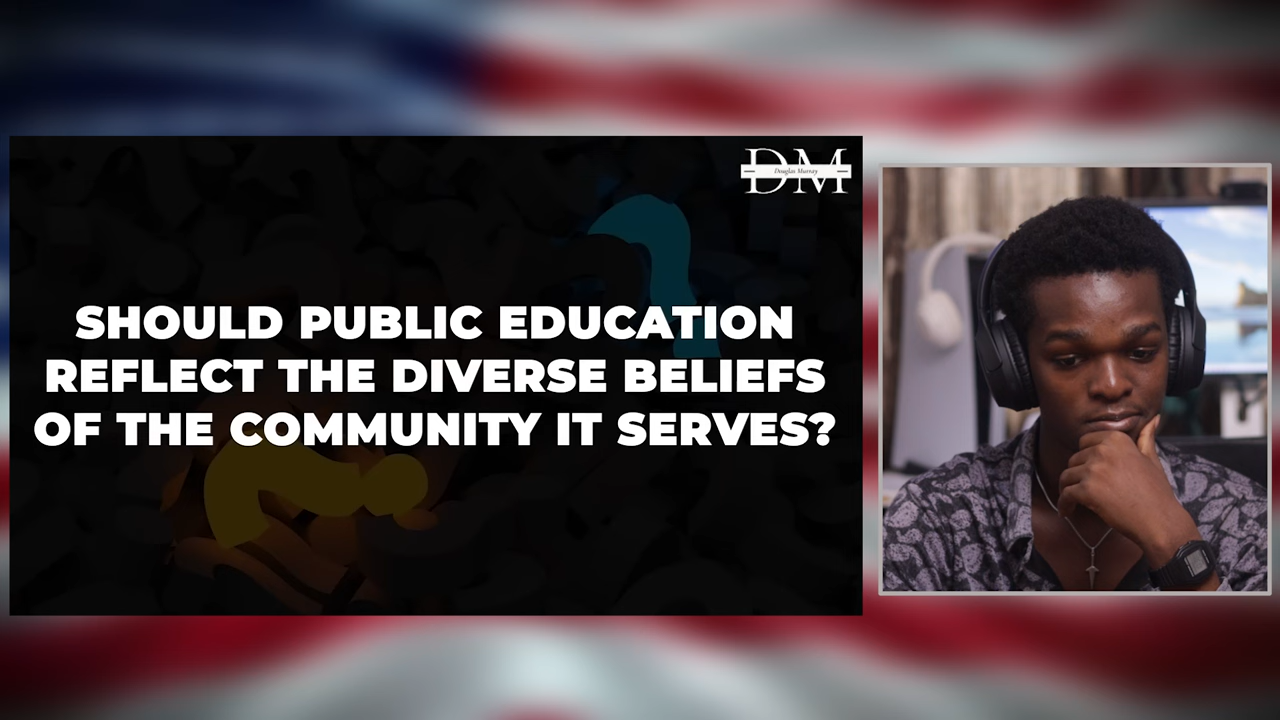 DM
Douglas Murray
SHOULD PUBLIC EDUCATION
REFLECT THE DIVERSE BELIEFS
OF THE COMMUNITY IT SERVES?